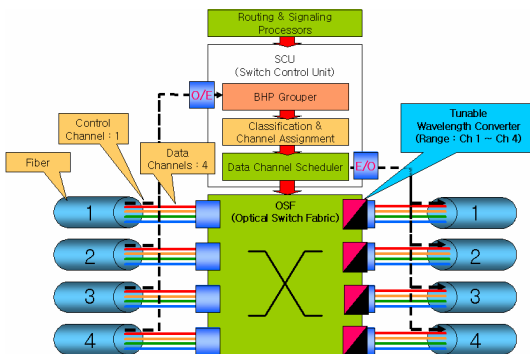 Routing & Signaling
Processors
SCU
(Switch Control Unit)
O/E
BHP Grouper
Classification &
Channel Assignment
Data Channel Scheduler
E/O
Tunable
Wavelength Converter
(Range : Ch 1 ~ Ch 4)
Control
Channel : 1
Fiber
Data
Channels : 4
OSF
(Optical Switch Fabric)
1
2
3
4
1
2
3
4